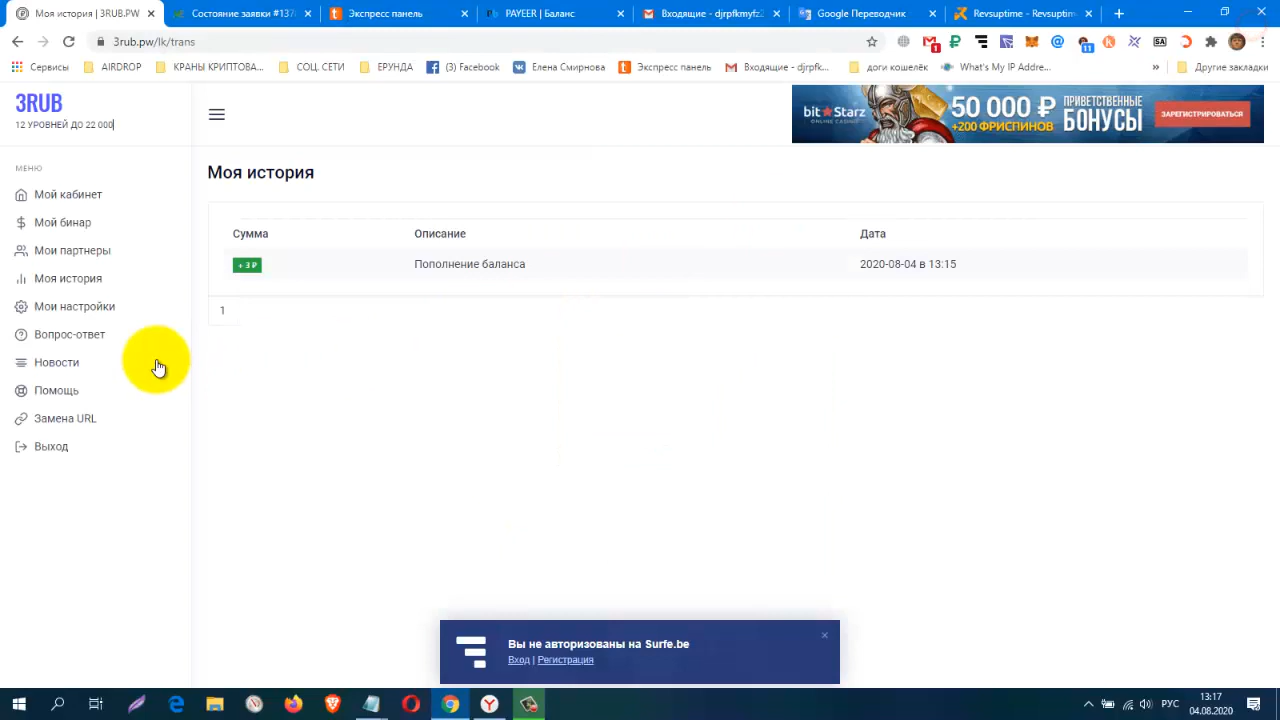 Моя история | 3RUB.PW
Состояние заявки #137
Экспресс панель
PAYEER | Баланс
Входящие - djrpfkmyfz
Google Переводчик
Revsuptime - Revsuptime
3rub.pw/lk/trans
Сервисы
AIRDROP
КРАНЫ КРИПТОВА...
СОЦ. СЕТИ
ЕРУНДА
(3) Facebook
Елена Смирнова
Экспресс панель
Входящие - djrpfk...
доги кошелёк
What's My IP Addre...
»
Другие закладки
3RUB
12 УРОВНЕЙ ДО 22 000
bit★Starz
ONLINE CASINO
50 000 ₽
+200 ФРИСПИНОВ
ПРИВЕТСТВЕННЫЕ
БОНУСЫ
ЗАРЕГИСТРИРОВАТЬСЯ
МЕНЮ
Мой кабинет
Мой бинар
Мои партнеры
Моя история
Мои настройки
Вопрос-ответ
Новости
Помощь
Замена URL
Выход
Моя история
Сумма Описание Дата
+ 3 ₽ Пополнение баланса 2020-08-04 в 13:15
1
Вы не авторизованы на Surfe.be
Вход | Регистрация
РУС
13:17
04.08.2020